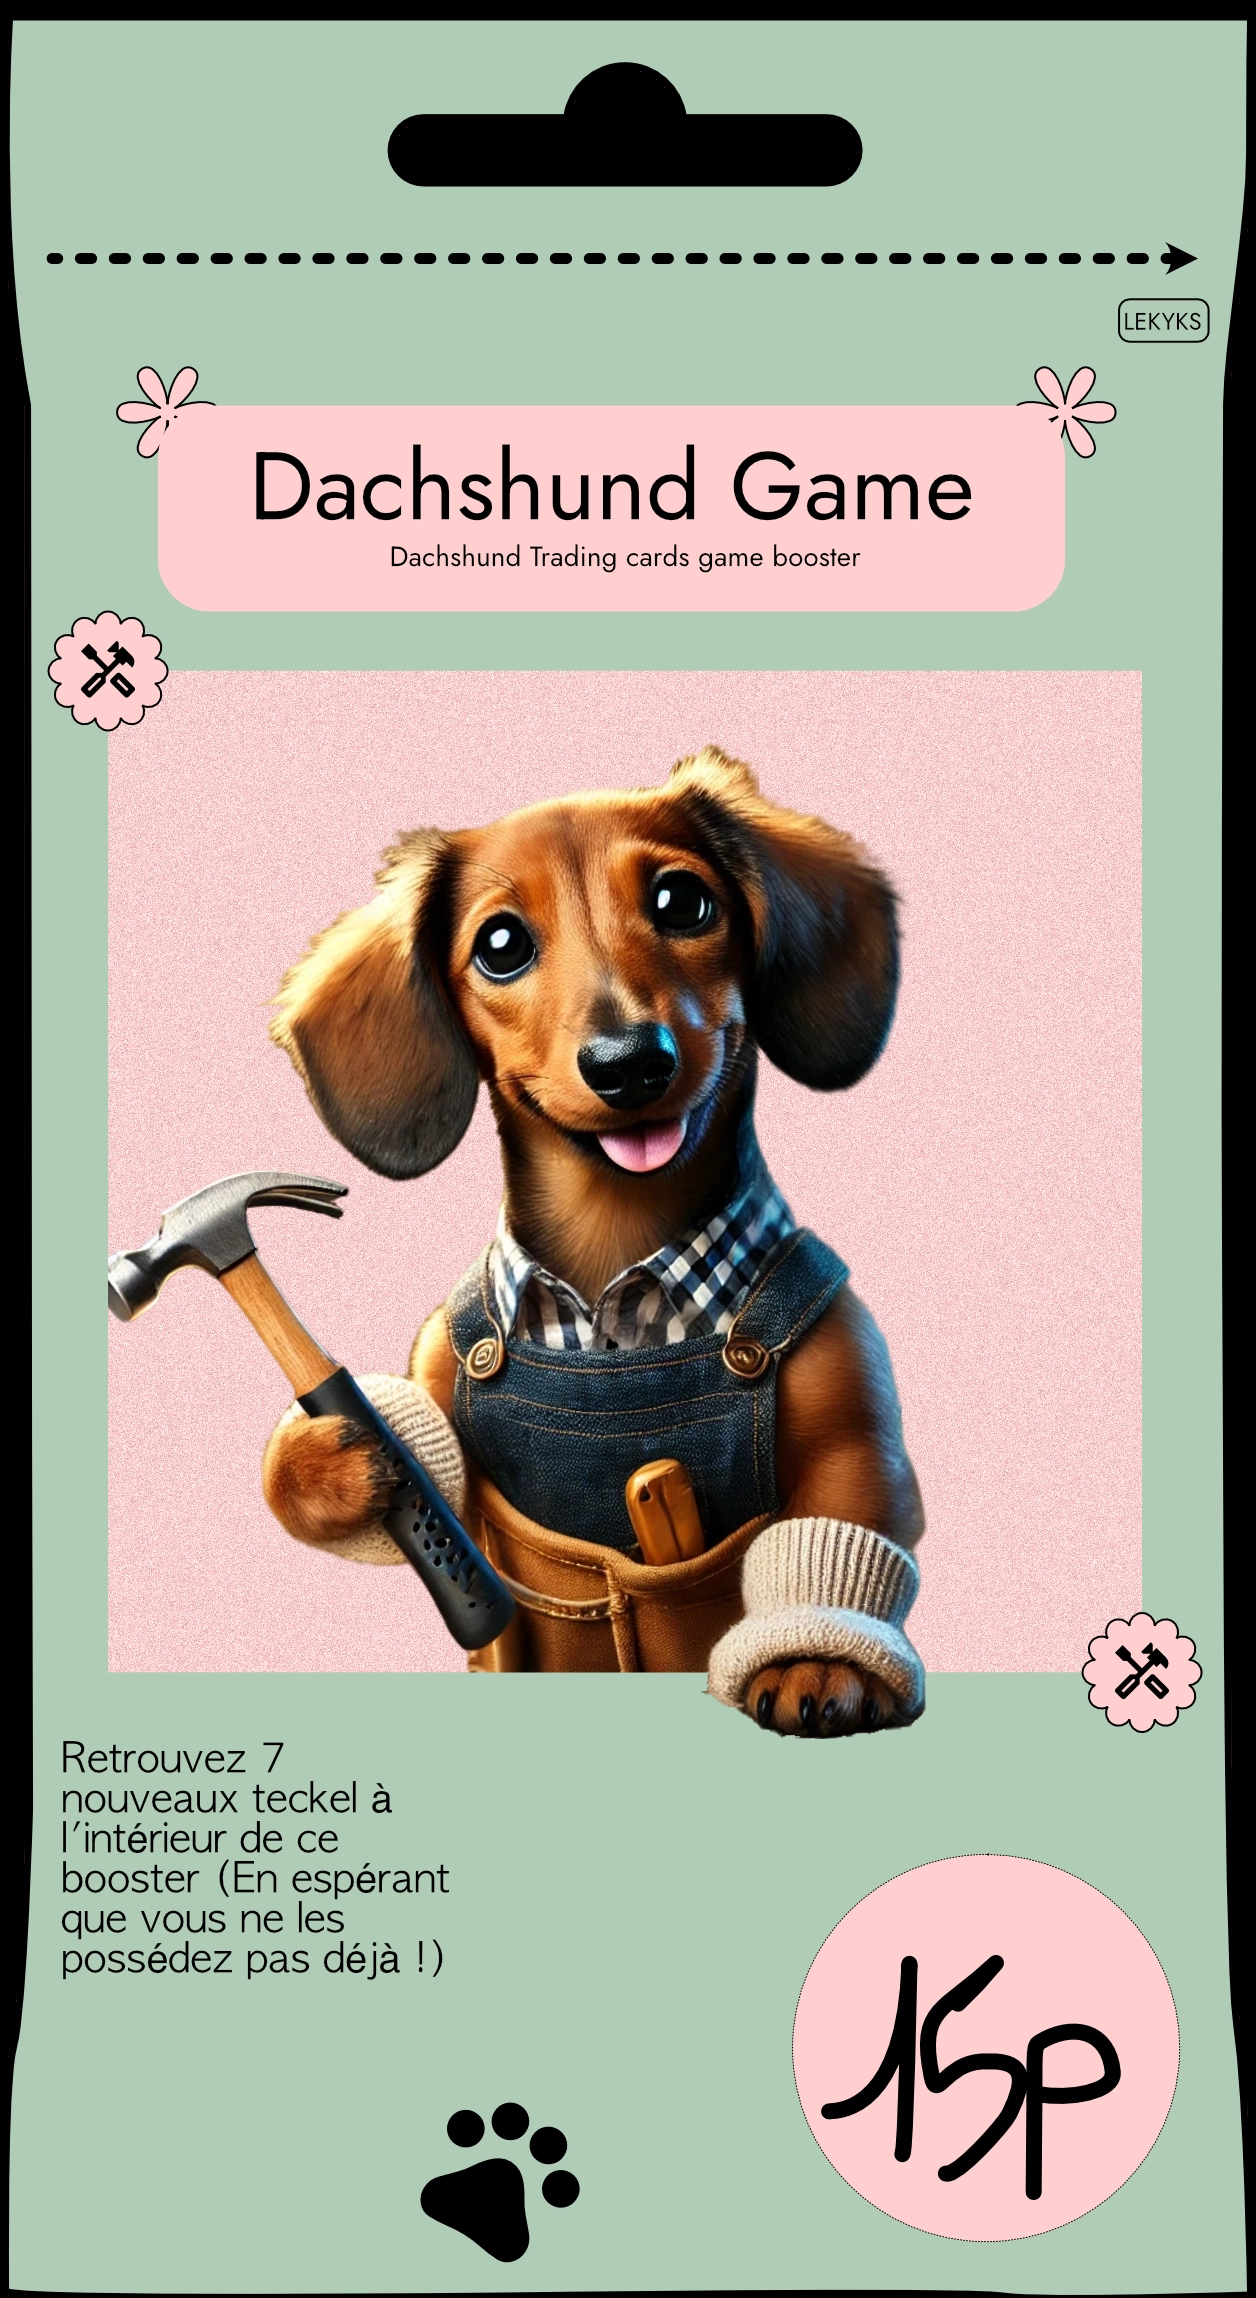 LEKYKS
Dachshund Game
Dachshund Trading cards game booster
Retrouvez 7
nouveaux teckel à
l'intérieur de ce
booster (En espérant
que vous ne les
possédez pas déjà !)
15p